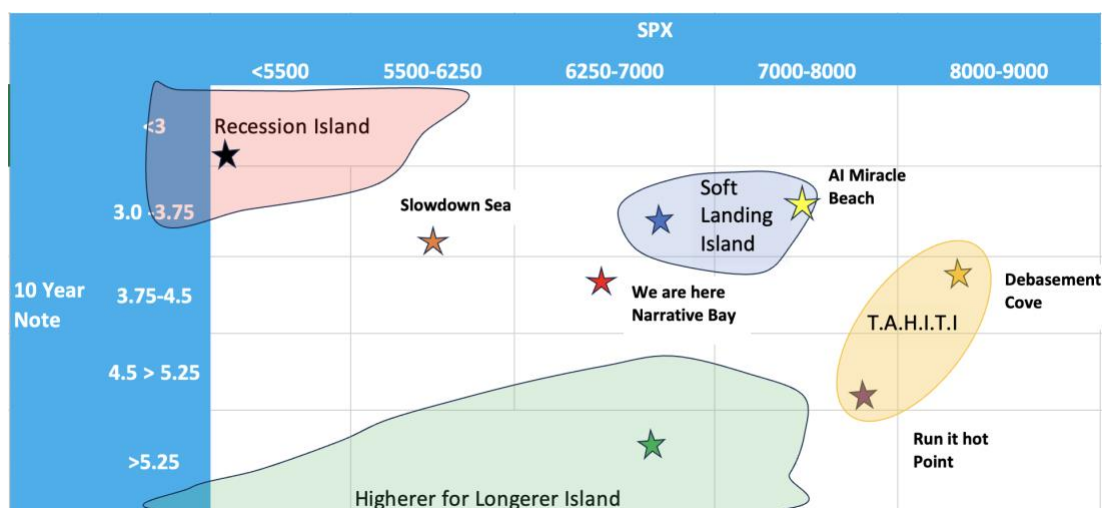 SPX
<5500 5500-6250 6250-7000 7000-8000 8000-9000
<3
Recession Island
3.0 -3.75
Slowdown Sea
Soft
Landing
Island
AI Miracle
Beach
10 Year
Note
3.75-4.5
We are here
Narrative Bay
T.A.H.I.T.I
Debasement
Cove
4.5 > 5.25
Run it hot
Point
>5.25
Higherer for Longerer Island